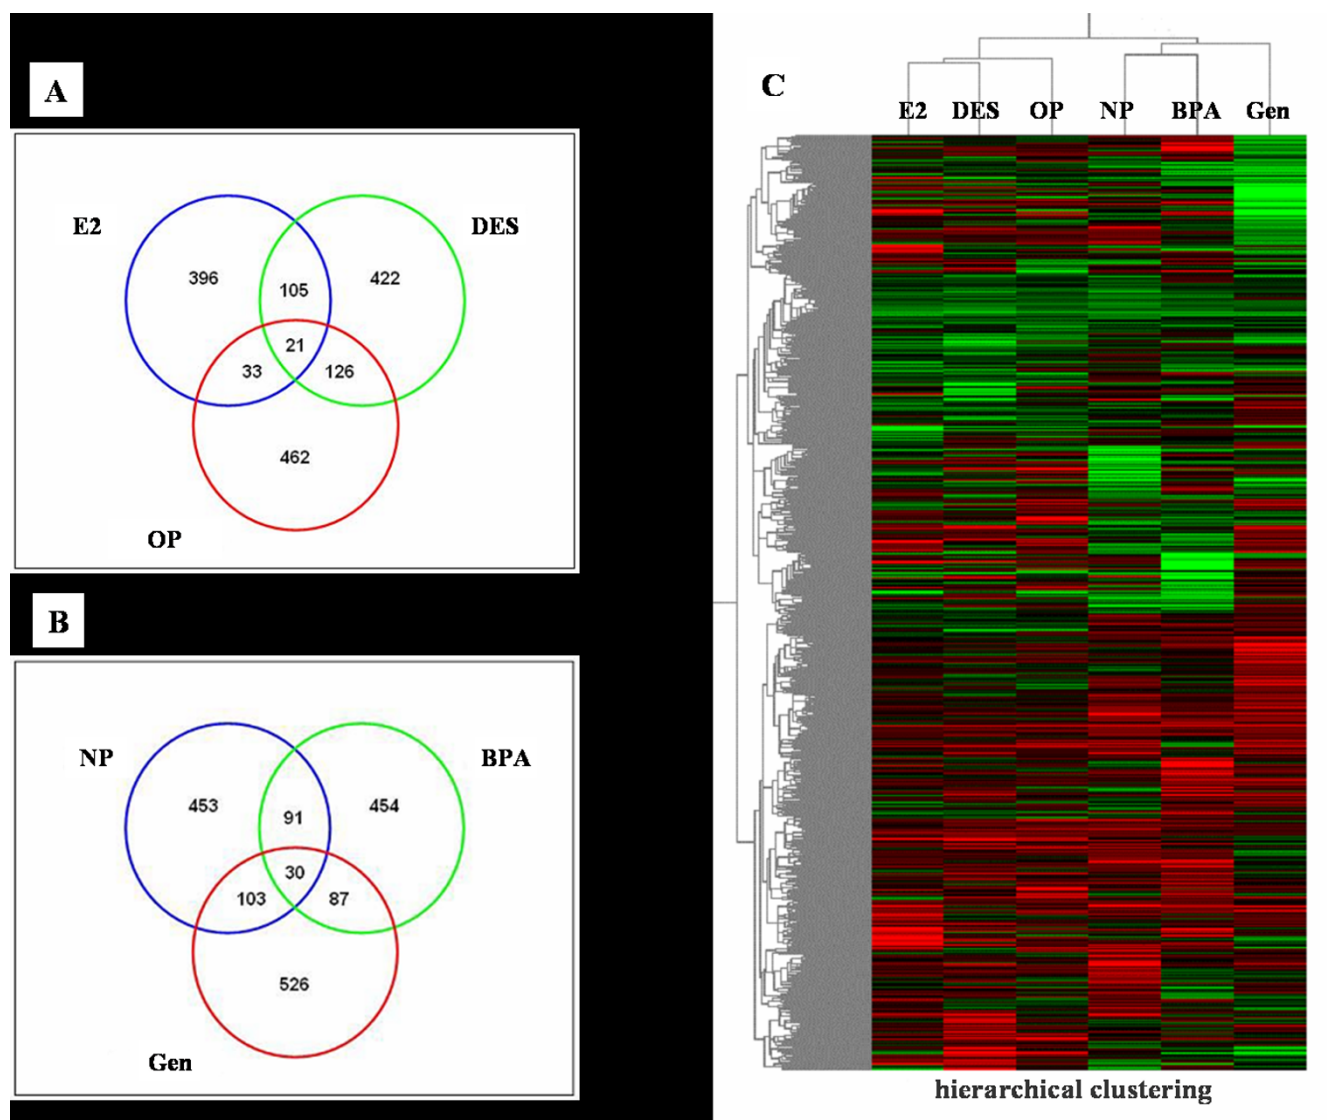 A
E2
DES
396
105
422
21
33
126
462
OP
B
NP
BPA
453
91
454
30
103
87
526
Gen
C
E2 DES OP NP BPA Gen
hierarchical clustering